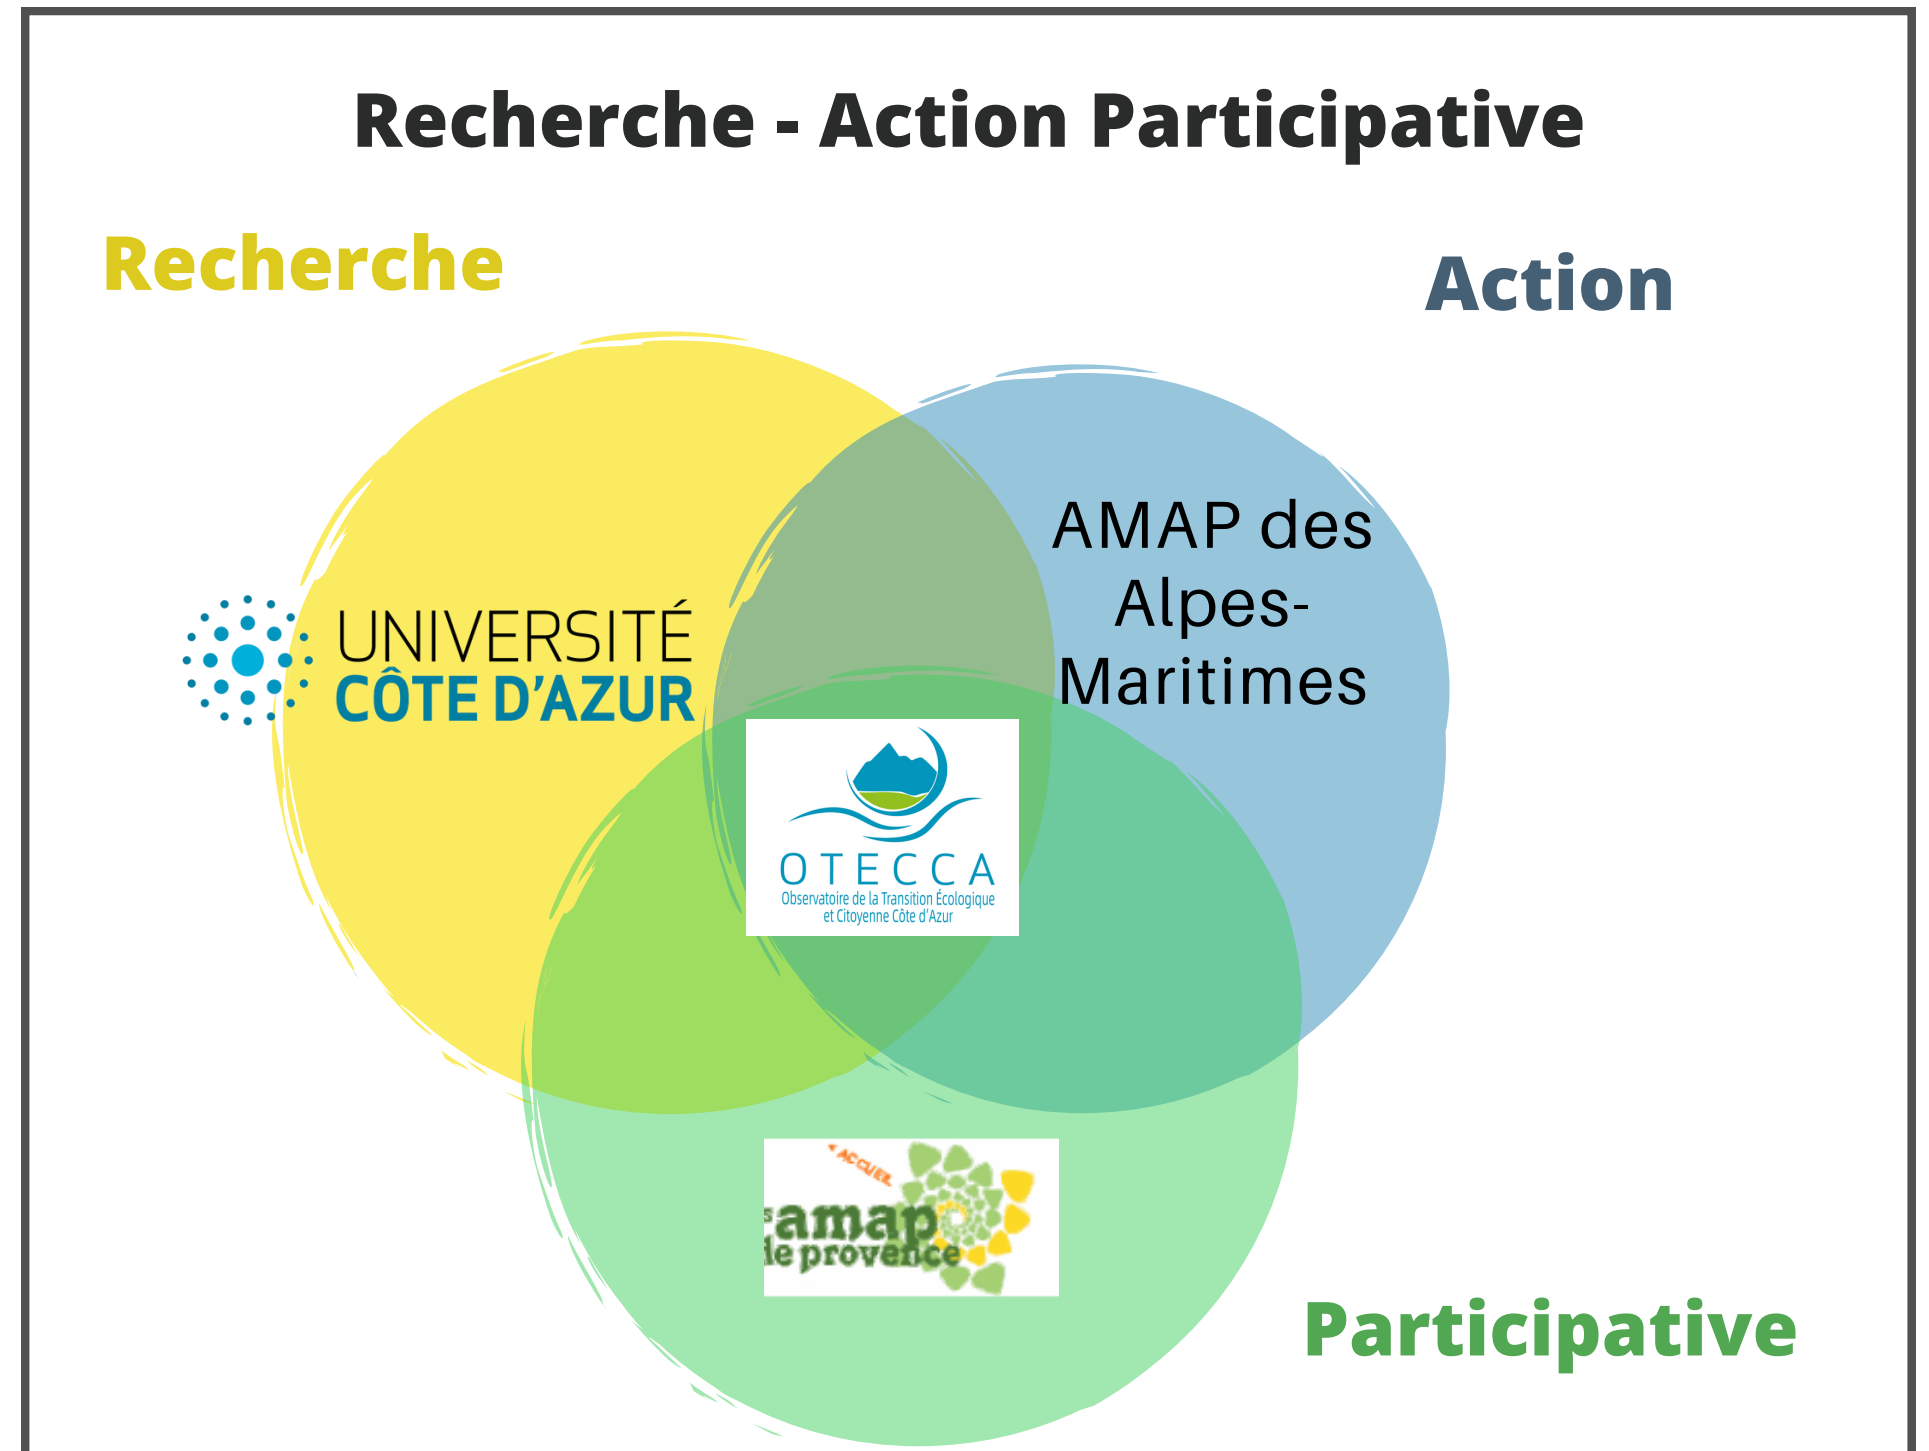 Recherche - Action Participative
Recherche
Action
AMAP des
Alpes-
Maritimes
UNIVERSITÉ
CÔTE D'AZUR
OTECCA
Observatoire de la Transition Écologique
et Citoyenne Côte d'Azur
ACCUEIL
s amap
de provence
Participative